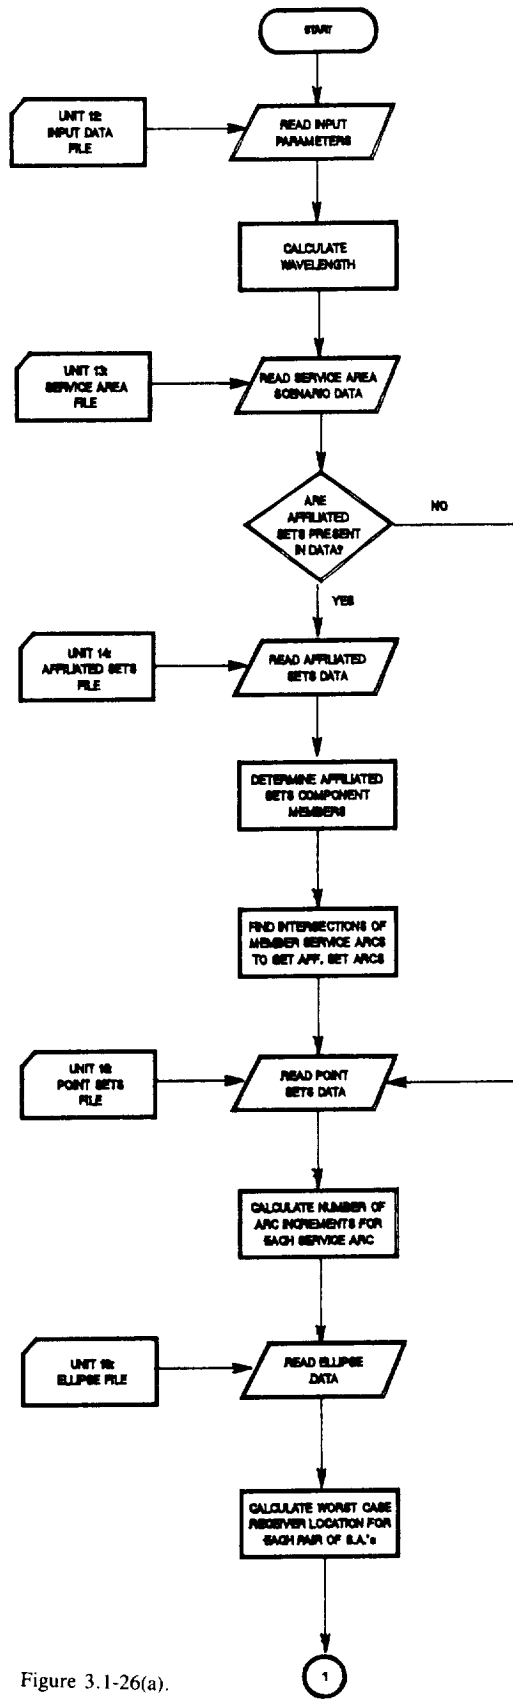 START
UNIT 12:
INPUT DATA
FILE
READ INPUT
PARAMETERS
CALCULATE
WAVELENGTH
UNIT 13:
SERVICE AREA
FILE
READ SERVICE AREA
SCENARIO DATA
ARE
AFFILIATED
SETS PRESENT
IN DATA?
NO
YES
UNIT 14:
AFFILIATED SETS
FILE
READ AFFILIATED
SETS DATA
DETERMINE AFFILIATED
SETS COMPONENT
MEMBERS
FIND INTERSECTIONS OF
MEMBER SERVICE ARCS
TO GET AFF. SET ARCS
UNIT
POINT SETS
FILE
READ POINT
SETS DATA
CALCULATE NUMBER OF
ARC INCREMENTS FOR
EACH SERVICE ARC
UNIT
ELLIPSE FILE
READ ELLIPSE
DATA
CALCULATE WORST CASE
RECEIVER LOCATION FOR
EACH PAIR OF S.A.'s
1
Figure 3.1-26(a).